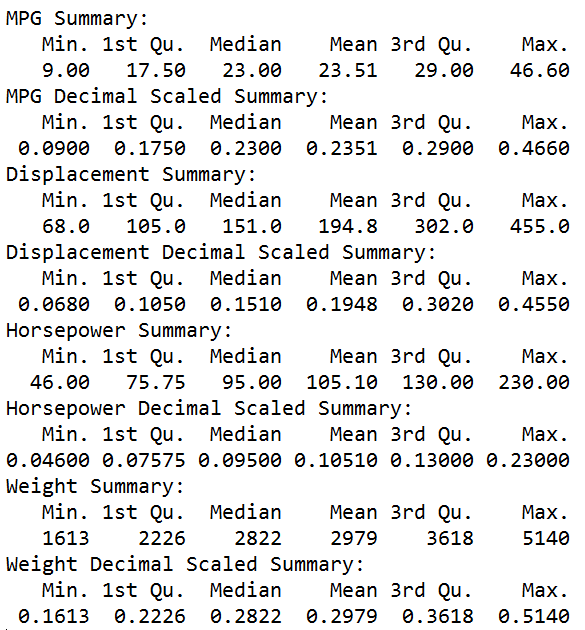 MPG Summary:
Min. 1st Qu. Median Mean 3rd Qu. Max.
9.00 17.50 23.00 23.51 29.00 46.60
MPG Decimal Scaled Summary:
Min. 1st Qu. Median Mean 3rd Qu. Max.
0.0900 0.1750 0.2300 0.2351 0.2900 0.4660
Displacement Summary:
Min. 1st Qu. Median Mean 3rd Qu. Max.
68.0 105.0 151.0 194.8 302.0 455.0
Displacement Decimal Scaled Summary:
Min. 1st Qu. Median Mean 3rd Qu. Max.
0.0680 0.1050 0.1510 0.1948 0.3020 0.4550
Horsepower Summary:
Min. 1st Qu. Median Mean 3rd Qu. Max.
46.00 75.75 95.00 105.10 130.00 230.00
Horsepower Decimal Scaled Summary:
Min. 1st Qu. Median Mean 3rd Qu. Max.
0.04600 0.07575 0.09500 0.10510 0.13000 0.23000
Weight Summary:
Min. 1st Qu. Median Mean 3rd Qu. Max.
1613 2226 2822 2979 3618 5140
Weight Decimal Scaled Summary:
Min. 1st Qu. Median Mean 3rd Qu. Max.
0.1613 0.2226 0.2822 0.2979 0.3618 0.5140